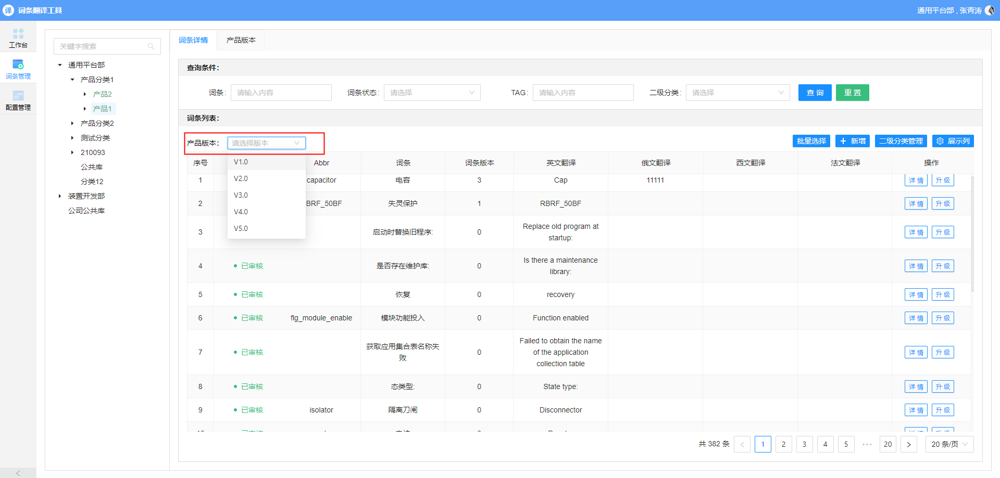 译 词条翻译工具
通用平台部 , 张青涛
工作台
词条管理
配置管理
关键字搜索
通用平台部
产品分类1
产品2
产品1
产品分类2
测试分类
210093
公共库
分类12
装置开发部
公司公共库
词条详情 产品版本
查询条件:
词条: 请输入内容 词条状态: 请选择 TAG: 请输入内容 二级分类: 请选择 查 询 重 置
词条列表:
产品版本: 请选择版本 批量选择 + 新增 二级分类管理 展示列
V1.0
V2.0
V3.0
V4.0
V5.0
序号 Abbr 词条 词条版本 英文翻译 俄文翻译 西文翻译 法文翻译 操作
1 capacitor 电容 3 Cap 11111 详 情 升 级
2 BRF_50BF 失灵保护 1 RBRF_50BF 详 情 升 级
3 启动时替换旧程序: 0 Replace old program at startup: 详 情 升 级
4 已审核 是否存在维护库: 0 Is there a maintenance library: 详 情 升 级
5 已审核 恢复 0 recovery 详 情 升 级
6 已审核 flg_module_enable 模块功能投入 0 Function enabled 详 情 升 级
7 已审核 获取应用集合表名称失败 0 Failed to obtain the name of the application collection table 详 情 升 级
8 已审核 态类型: 0 State type: 详 情 升 级
9 已审核 isolator 隔离刀闸 0 Disconnector 详 情 升 级
共 382 条 < 1 2 3 4 5 ••• 20 > 20 条/页